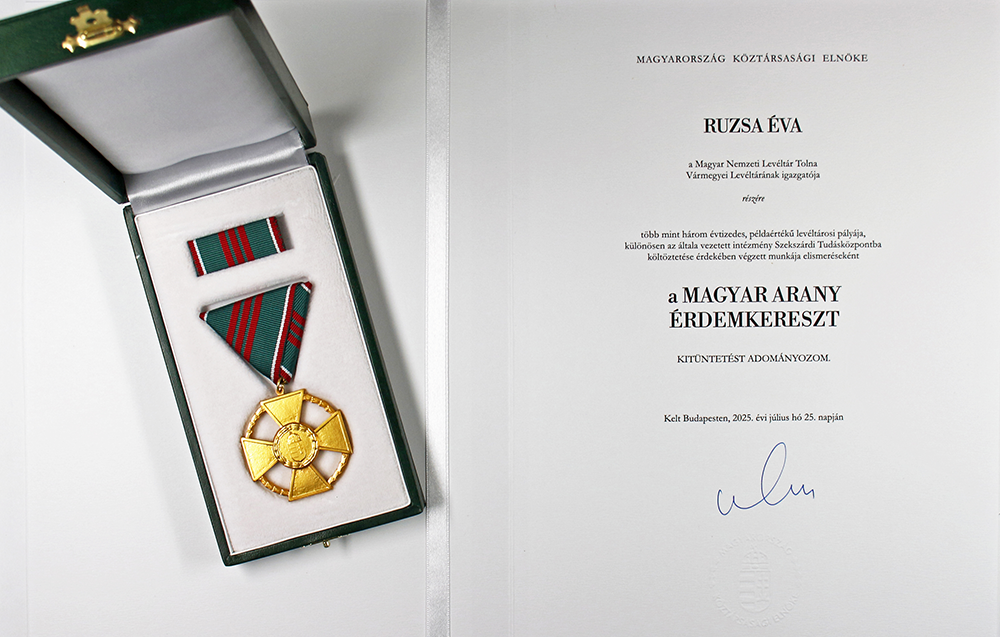 MAGYARORSZÁG KÖZTÁRSASÁGI ELNÖKE
RUZSA ÉVA
a Magyar Nemzeti Levéltár Tolna
Vármegyei Levéltárának igazgatója
részére
több mint három évtizedes, példaértékű levéltárosi pályája,
különösen az általa vezetett intézmény Szekszárdi Tudásközpontba
költöztetése érdekében végzett munkája elismeréseként
a MAGYAR ARANY
ÉRDEMKERESZT
KITÜNTETÉST ADOMÁNYOZOM.
Kelt Budapesten, 2025. évi július hó 25. napján